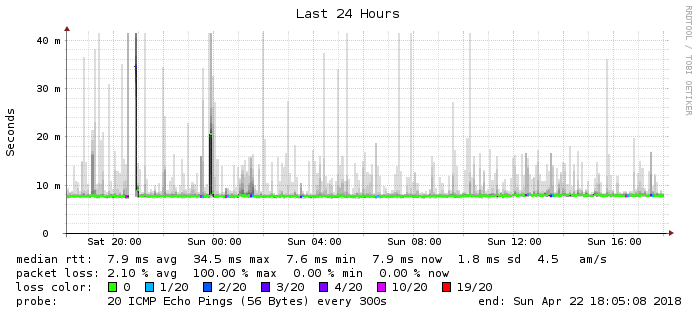 Last 24 Hours
RRDTOOL / TOBI OETIKER
Seconds
40 m
30 m
20 m
10 m
0
Sat 20:00 Sun 00:00 Sun 04:00 Sun 08:00 Sun 12:00 Sun 16:00
median rtt: 7.9 ms avg 34.5 ms max 7.6 ms min 7.9 ms now 1.8 ms sd 4.5 am/s
packet loss: 2.10 % avg 100.00 % max 0.00 % min 0.00 % now
loss color: 0 1/20 2/20 3/20 4/20 10/20 19/20
probe: 20 ICMP Echo Pings (56 Bytes) every 300s end: Sun Apr 22 18:05:08 2018